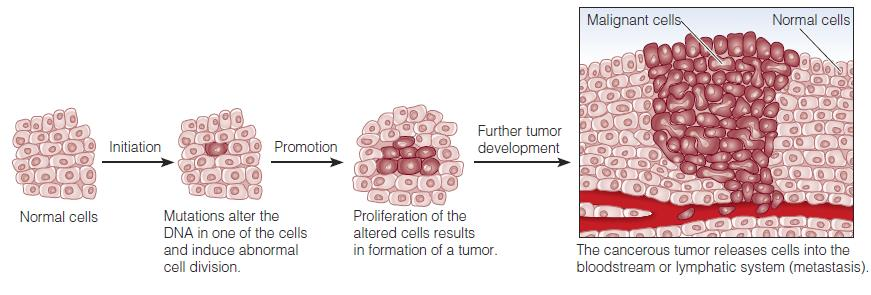 Malignant cells
Normal cells
Initiation
Promotion
Further tumor
development
Normal cells
Mutations alter the
DNA in one of the cells
and induce abnormal
cell division.
Proliferation of the
altered cells results
in formation of a tumor.
The cancerous tumor releases cells into the
bloodstream or lymphatic system (metastasis).